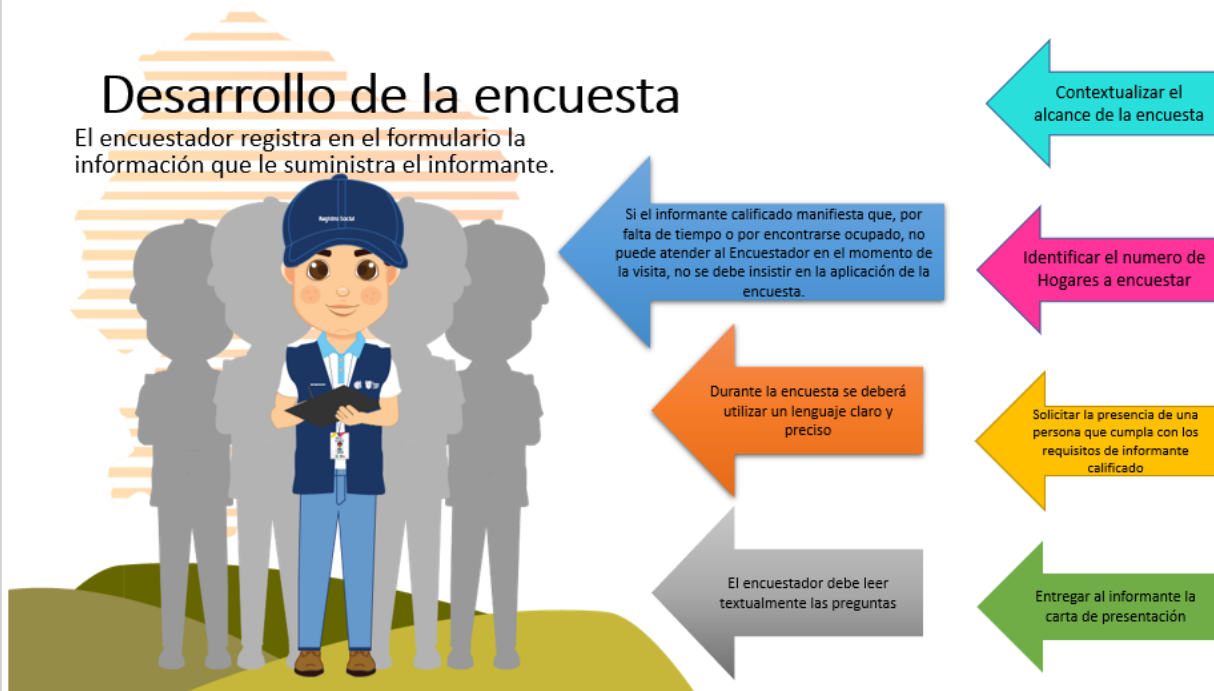 Desarrollo de la encuesta
El encuestador registra en el formulario la
información que le suministra el informante.
Registro Social
Si el informante calificado manifiesta que, por
falta de tiempo o por encontrarse ocupado, no
puede atender al Encuestador en el momento de
la visita, no se debe insistir en la aplicación de la
encuesta.
Durante la encuesta se deberá
utilizar un lenguaje claro y
preciso
El encuestador debe leer
textualmente las preguntas
Contextualizar el
alcance de la encuesta
Identificar el numero de
Hogares a encuestar
Solicitar la presencia de una
persona que cumpla con los
requisitos de informante
calificado
Entregar al informante la
carta de presentación